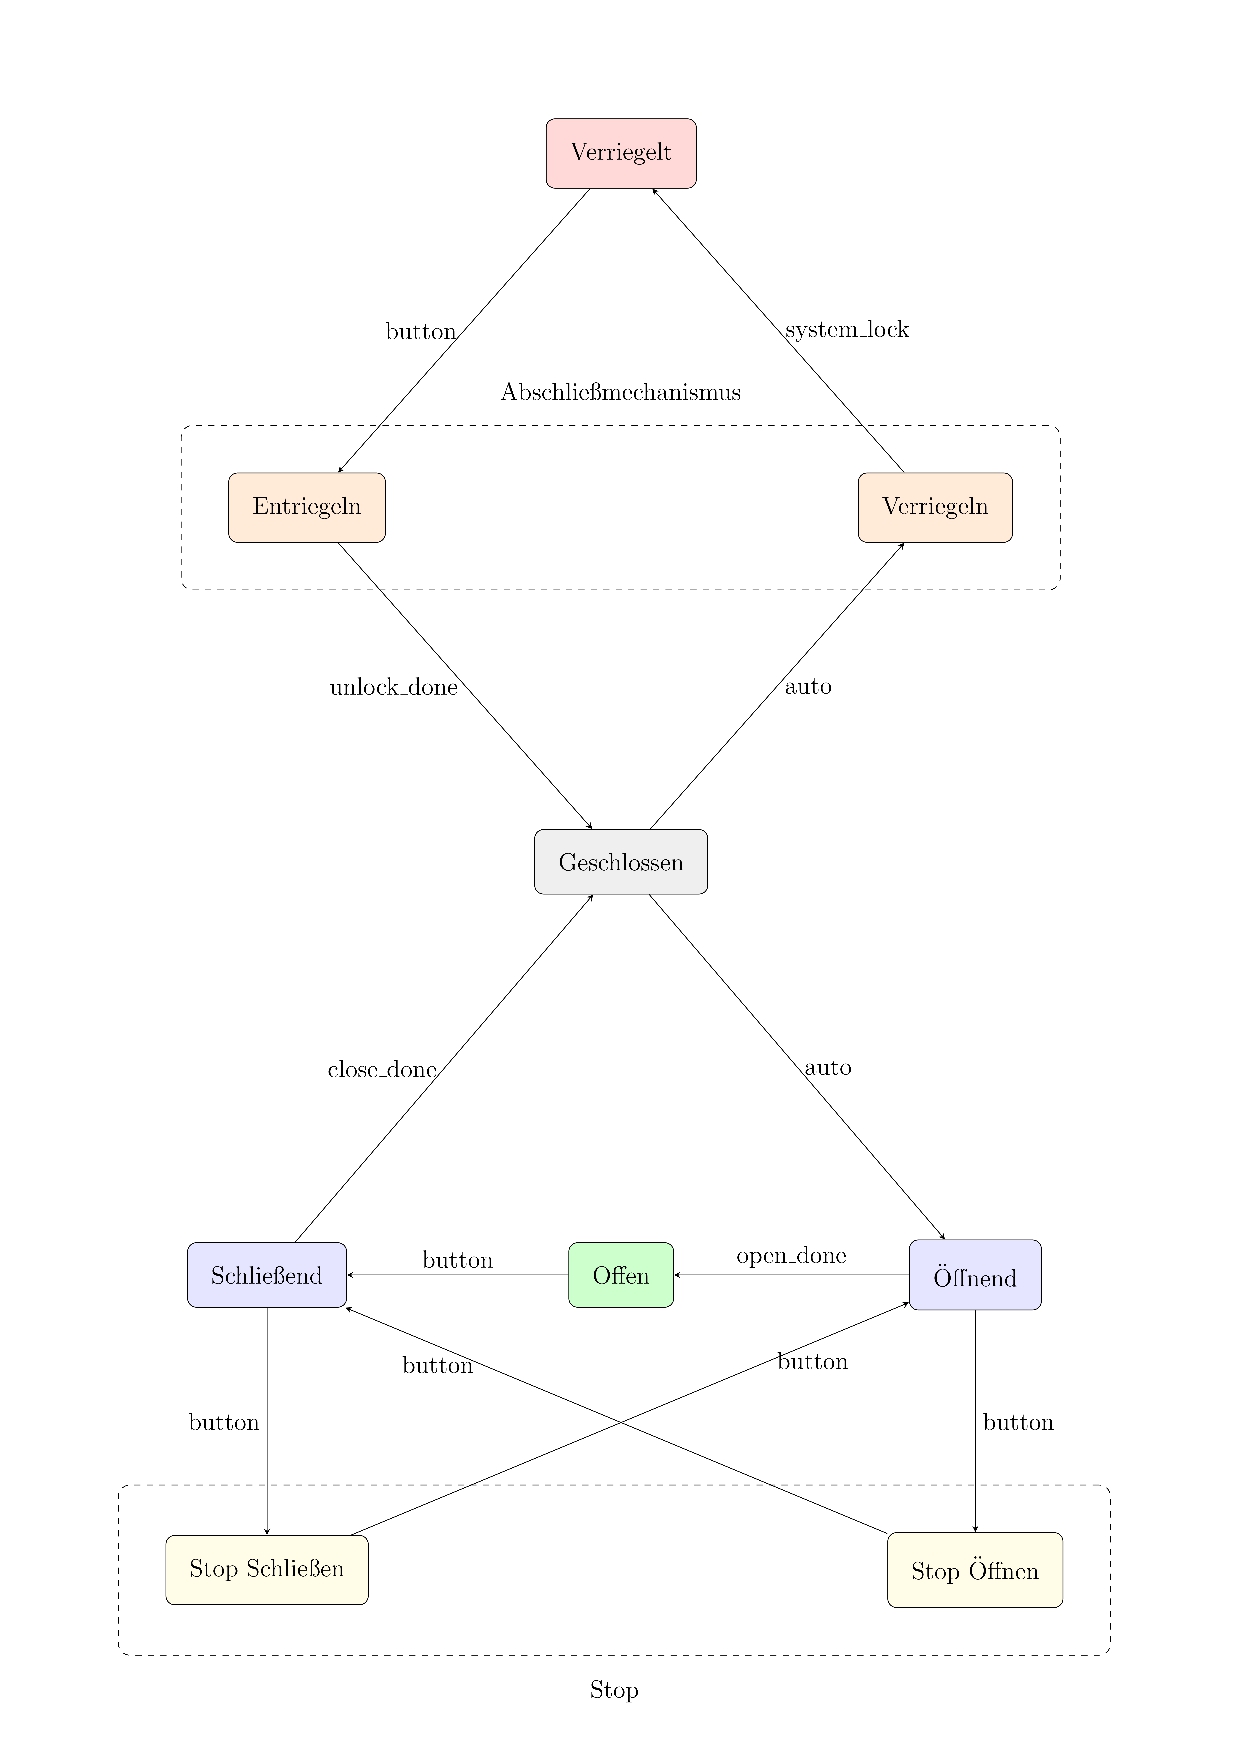 Verriegelt
button
system_lock
Abschließmechanismus
Entriegeln
Verriegeln
unlock_done
auto
Geschlossen
close_done
auto
Schließend
button
Offen
open_done
Öffnend
button
button
button
button
Stop Schließen
Stop Öffnen
Stop